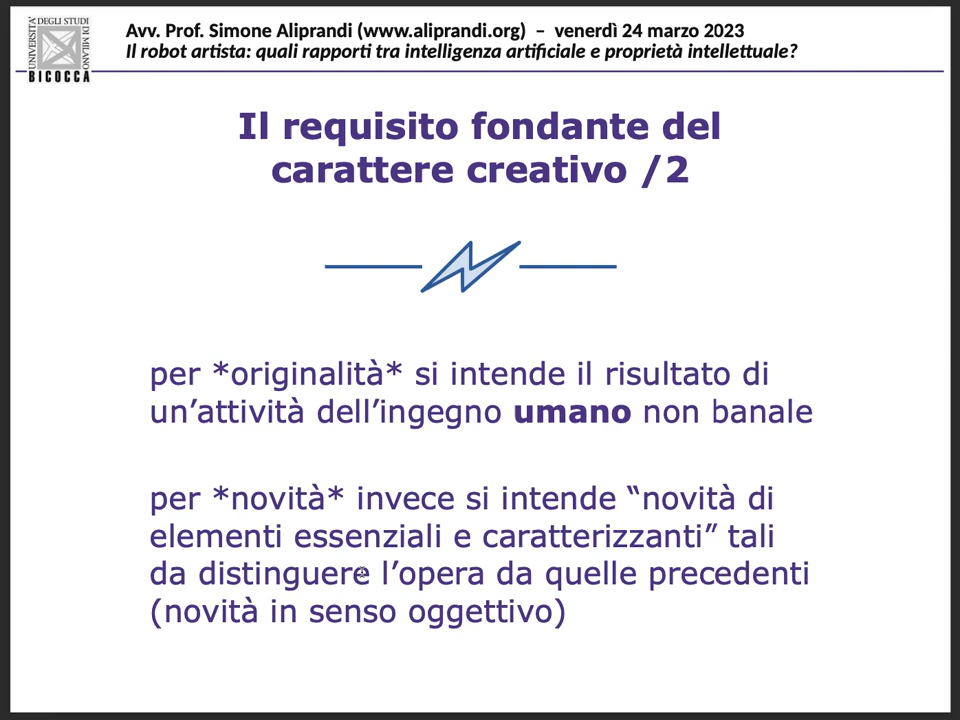 UNIVERSITÀ
DEGLI STUDI
DI MILANO
BICOCCA
Avv. Prof. Simone Aliprandi (www.aliprandi.org) – venerdì 24 marzo 2023
Il robot artista: quali rapporti tra intelligenza artificiale e proprietà intellettuale?
Il requisito fondante del
carattere creativo /2
per *originalità* si intende il risultato di
un’attività dell’ingegno umano non banale
per *novità* invece si intende “novità di
elementi essenziali e caratterizzanti” tali
da distinguere l’opera da quelle precedenti
(novità in senso oggettivo)